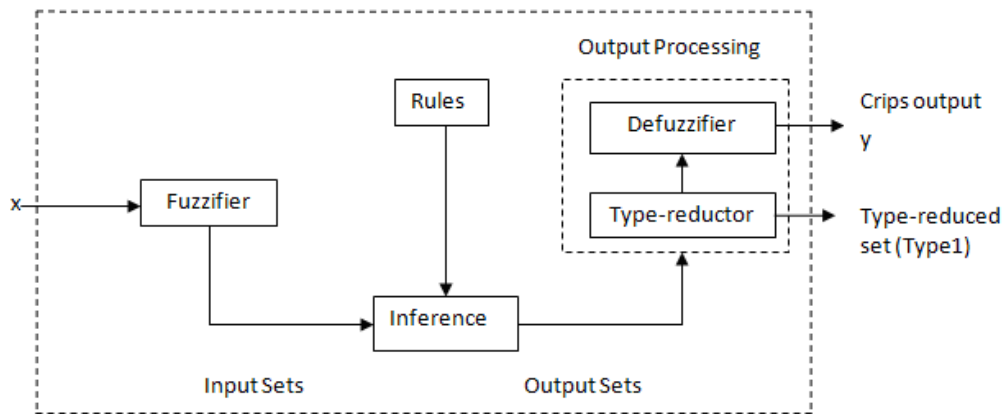 Output Processing
Rules
Defuzzifier
Crips output
y
x
Fuzzifier
Type-reductor
Type-reduced
set (Type1)
Inference
Input Sets
Output Sets